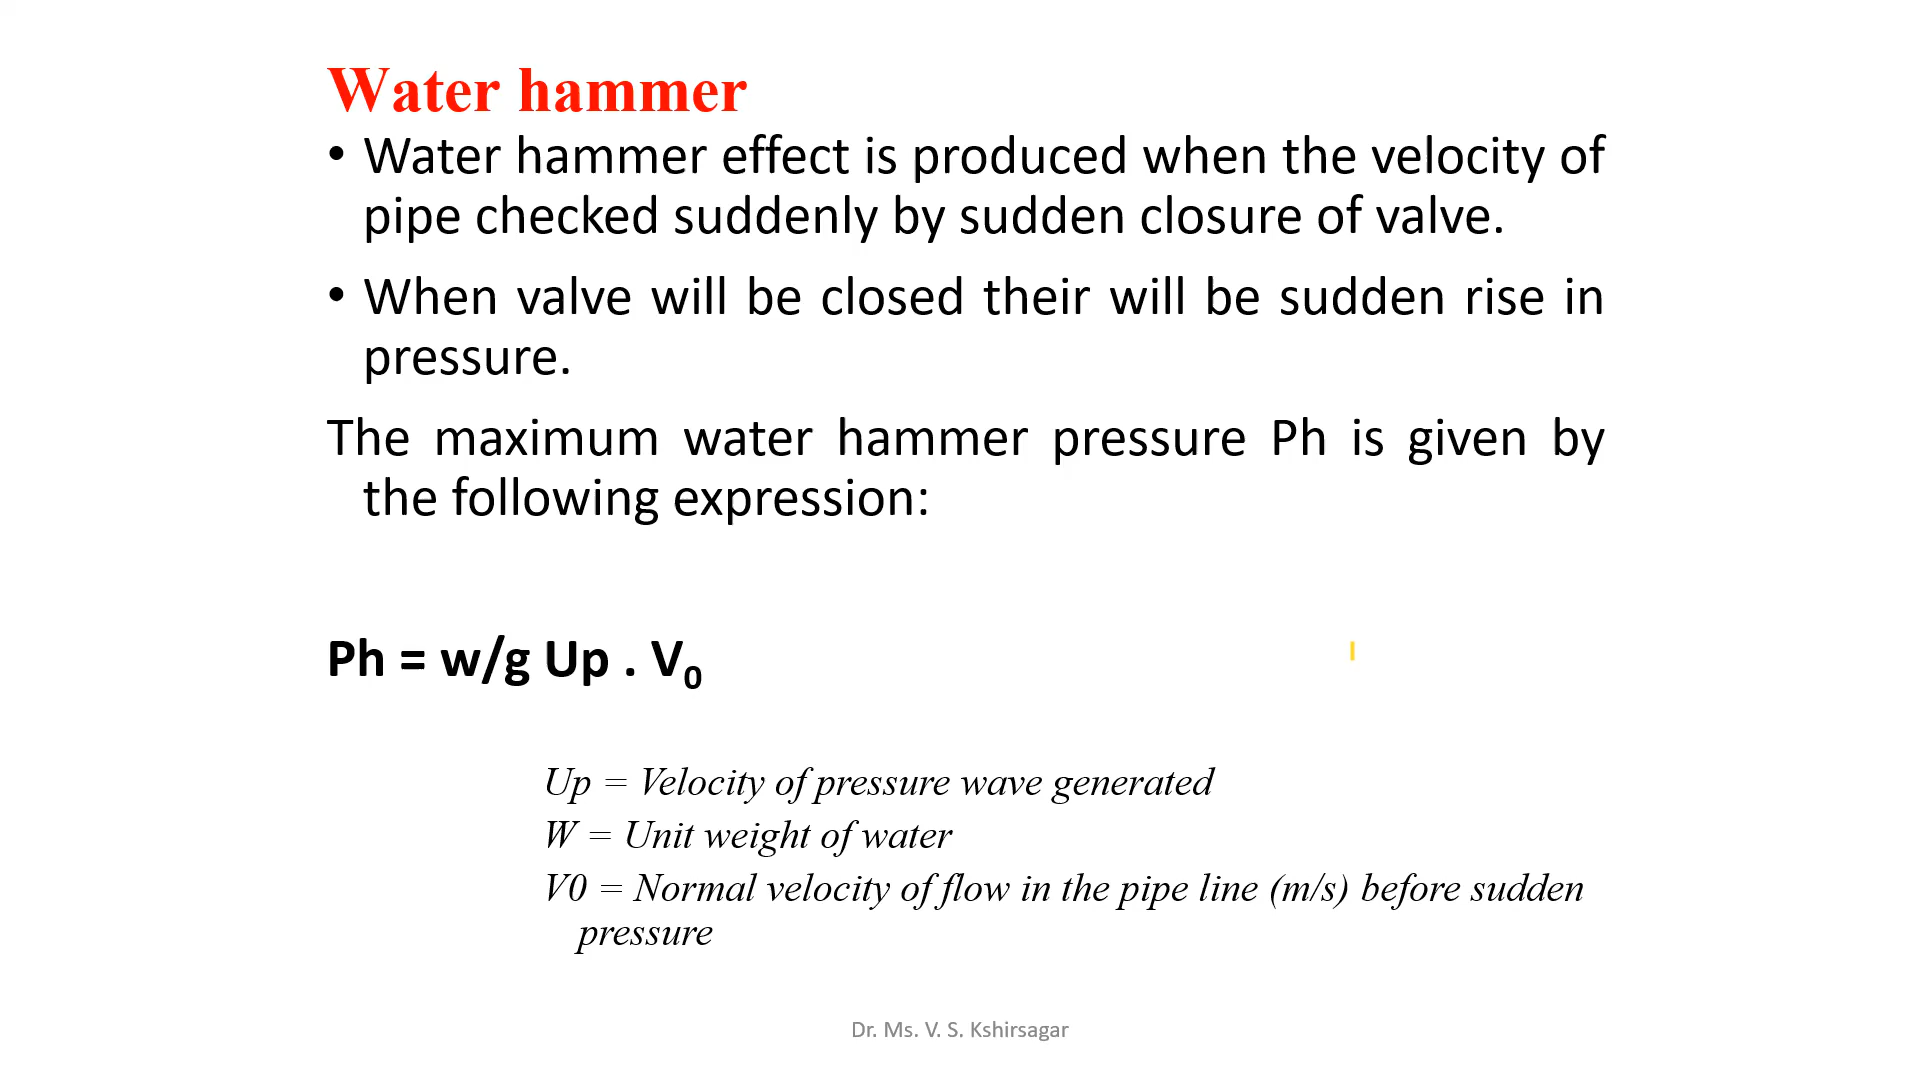 Water hammer
• Water hammer effect is produced when the velocity of
pipe checked suddenly by sudden closure of valve.
• When valve will be closed their will be sudden rise in
pressure.
The maximum water hammer pressure Ph is given by
the following expression:
Ph = w/g Up . V₀
Up = Velocity of pressure wave generated
W = Unit weight of water
V0 = Normal velocity of flow in the pipe line (m/s) before sudden
pressure
Dr. Ms. V. S. Kshirsagar